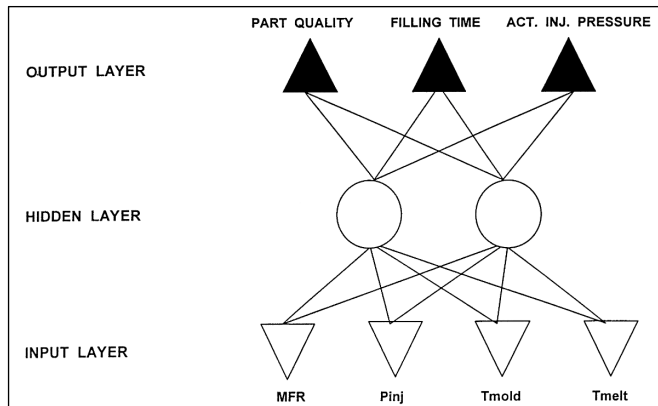 PART QUALITY FILLING TIME ACT. INJ. PRESSURE
OUTPUT LAYER
HIDDEN LAYER
INPUT LAYER
MFR Pinj Tmold Tmelt